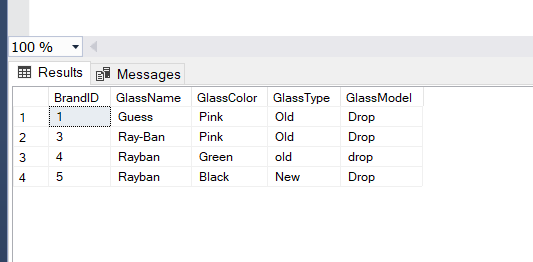 100 %
Results Messages
BrandID GlassName GlassColor GlassType GlassModel
1 1 Guess Pink Old Drop
2 3 Ray-Ban Pink Old Drop
3 4 Rayban Green old drop
4 5 Rayban Black New Drop